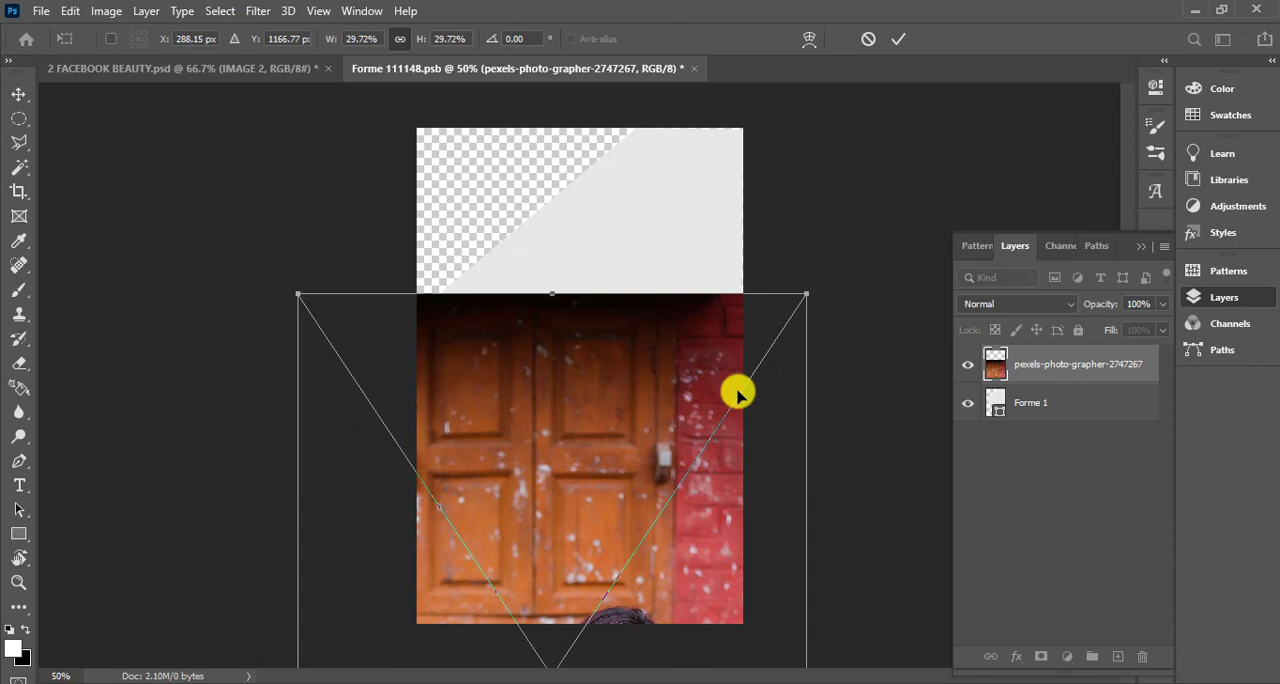 Ps File Edit Image Layer Type Select Filter 3D View Window Help
X: 288.15 px Y: 1166.77 px W: 29.72% H: 29.72% 0.00 ° Anti-alias
2 FACEBOOK BEAUTY.psd @ 66.7% (IMAGE 2, RGB/8#) * × Forme 111148.psb @ 50% (pexels-photo-grapher-2747267, RGB/8) * ×
Color
Swatches
Learn
Libraries
Adjustments
Styles
Patterns
Layers
Channels
Paths
Pattern Layers Channe Paths
Kind
Normal Opacity: 100%
Lock: Fill: 100%
pexels-photo-grapher-2747267
Forme 1
50% Doc: 2.10M/0 bytes